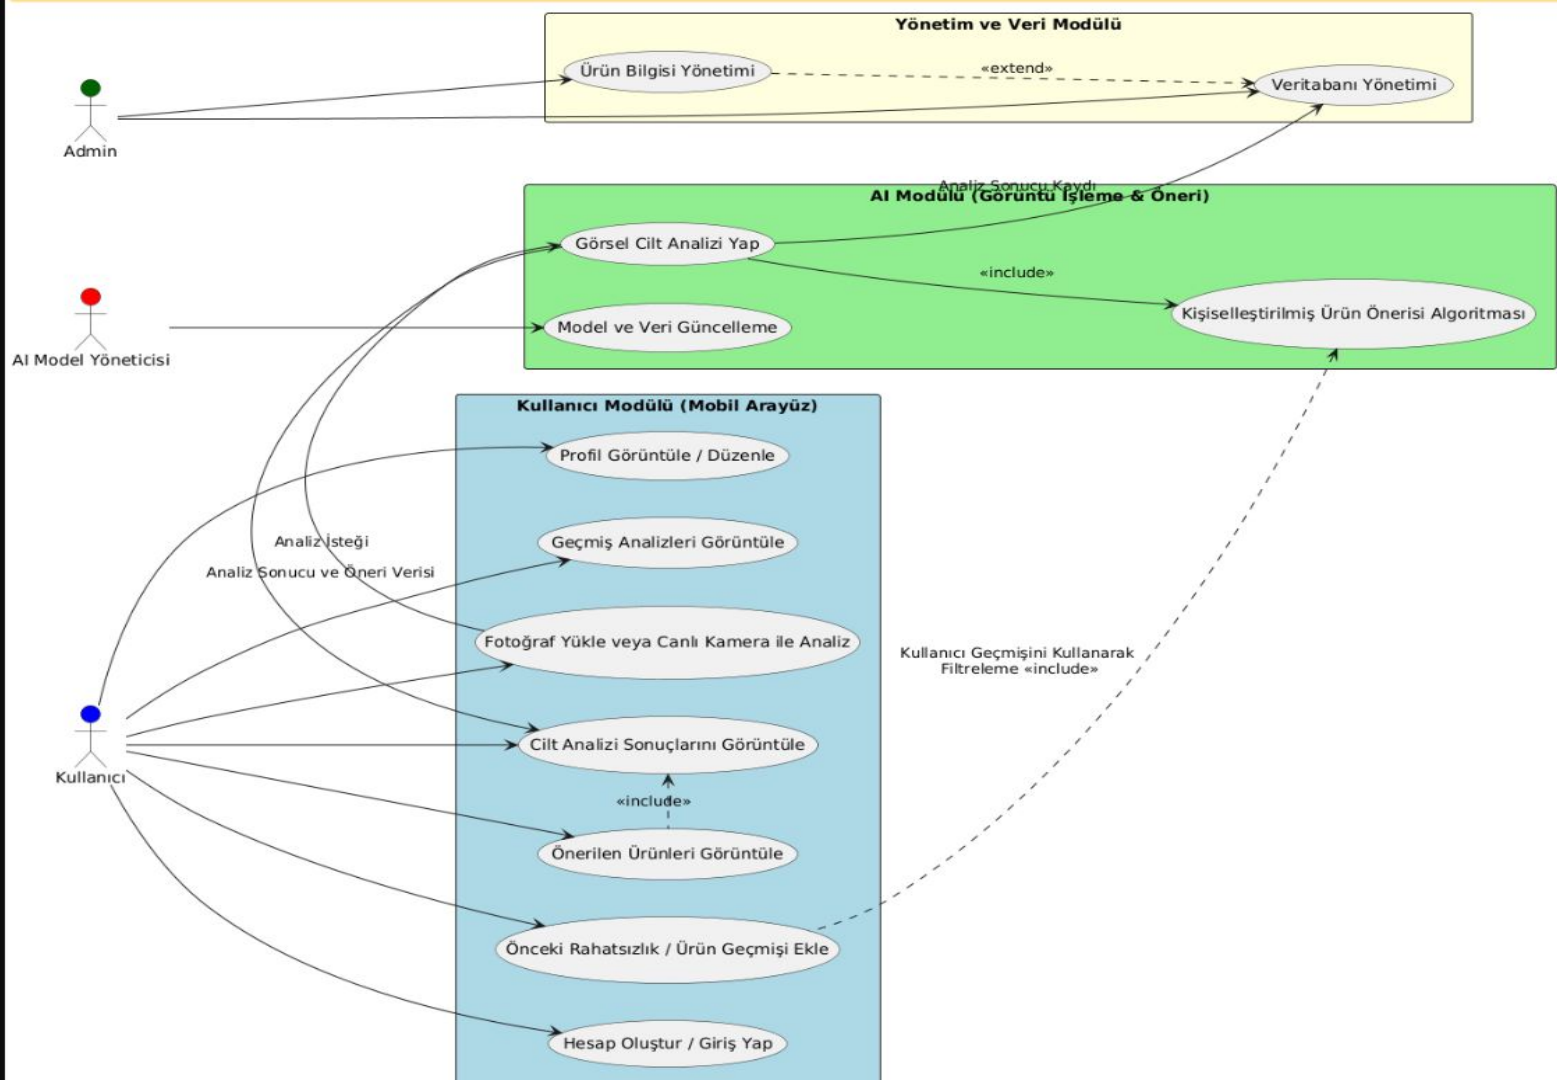 Yönetim ve Veri Modülü
Ürün Bilgisi Yönetimi
«extend»
Veritabanı Yönetimi
Admin
Analiz Sonucu Kaydı
AI Modülü (Görüntü İşleme & Öneri)
Görsel Cilt Analizi Yap
«include»
Kişiselleştirilmiş Ürün Önerisi Algoritması
Model ve Veri Güncelleme
AI Model Yöneticisi
Kullanıcı Modülü (Mobil Arayüz)
Profil Görüntüle / Düzenle
Analiz İsteği
Geçmiş Analizleri Görüntüle
Analiz Sonucu ve Öneri Verisi
Fotoğraf Yükle veya Canlı Kamera ile Analiz
Kullanıcı Geçmişini Kullanarak
Filtreleme «include»
Cilt Analizi Sonuçlarını Görüntüle
Kullanıcı
«include»
Önerilen Ürünleri Görüntüle
Önceki Rahatsızlık / Ürün Geçmişi Ekle
Hesap Oluştur / Giriş Yap